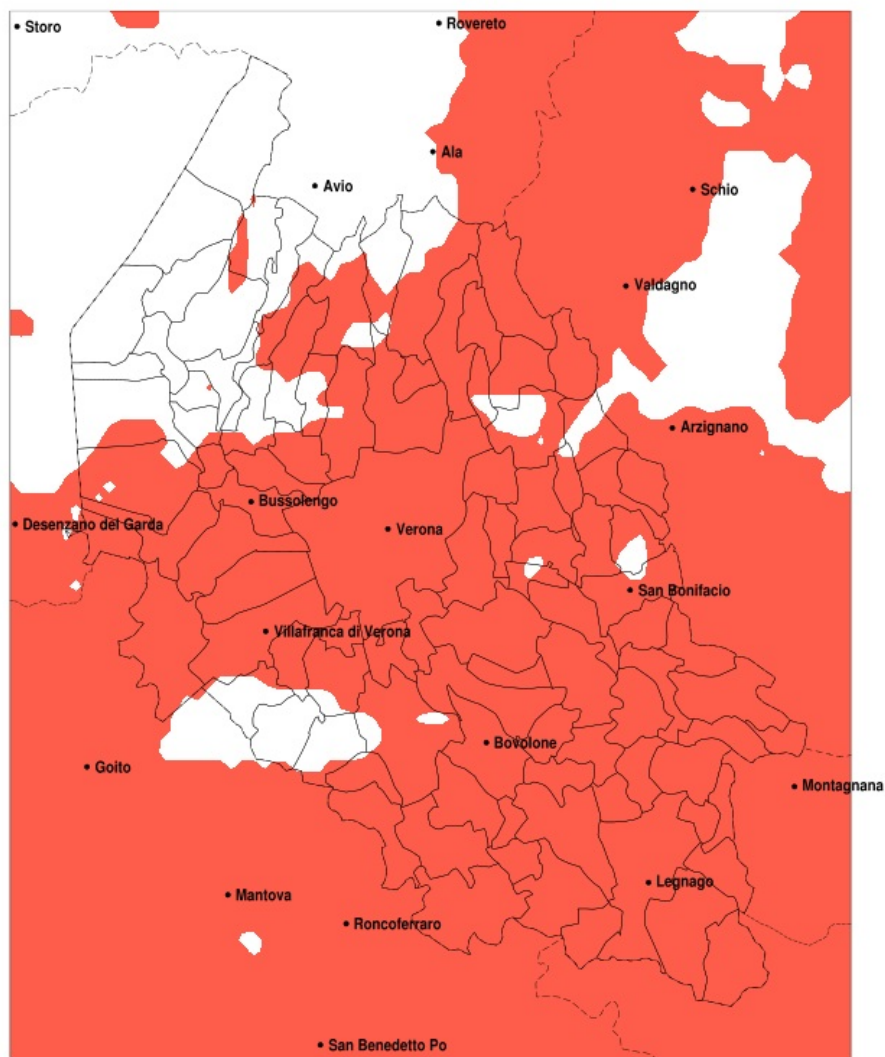 Storo
Rovereto
Ala
Avio
Schio
Valdagno
Arzignano
Bussolengo
Desenzano del Garda
Verona
San Bonifacio
Villafranca di Verona
Bovolone
Goito
Montagnana
Legnago
Mantova
Roncoferraro
San Benedetto Po